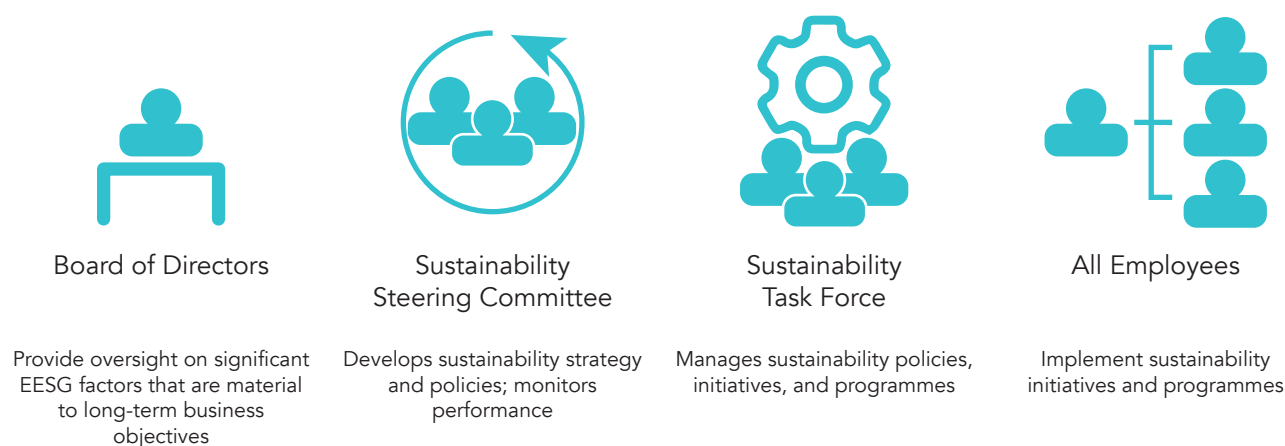 Board of Directors
Sustainability
Steering Committee
Sustainability
Task Force
All Employees
Provide oversight on significant
EESG factors that are material
to long-term business
objectives
Develops sustainability strategy
and policies; monitors
performance
Manages sustainability policies,
initiatives, and programmes
Implement sustainability
initiatives and programmes